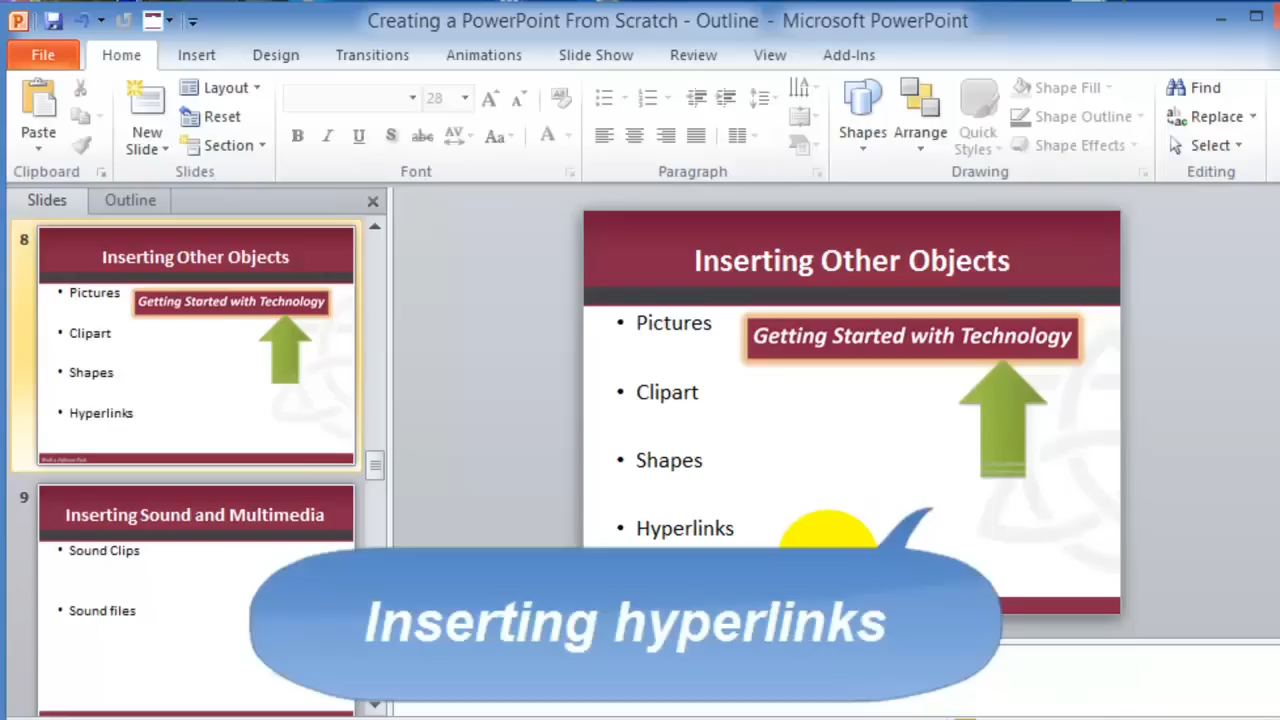 Creating a PowerPoint From Scratch - Outline - Microsoft PowerPoint
File Home Insert Design Transitions Animations Slide Show Review View Add-Ins
Paste
New Slide
Layout
Reset
Section
28
B I U S abc AV Aa A
Shapes
Arrange
Quick Styles
Shape Fill
Shape Outline
Shape Effects
Find
Replace
Select
Clipboard Slides Font Paragraph Drawing Editing
Slides Outline
8
Inserting Other Objects
• Pictures
Getting Started with Technology
• Clipart
• Shapes
• Hyperlinks
9
Inserting Sound and Multimedia
• Sound Clips
• Sound files
Inserting Other Objects
• Pictures
Getting Started with Technology
• Clipart
• Shapes
• Hyperlinks
Inserting hyperlinks